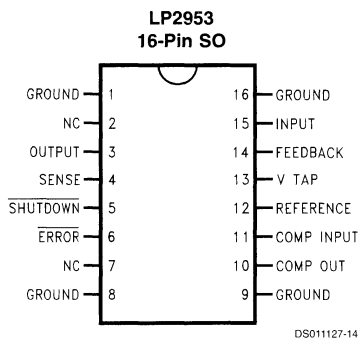 LP2953
16-Pin SO
GROUND 1 16 GROUND
NC 2 15 INPUT
OUTPUT 3 14 FEEDBACK
SENSE 4 13 V TAP
SHUTDOWN 5 12 REFERENCE
ERROR 6 11 COMP INPUT
NC 7 10 COMP OUT
GROUND 8 9 GROUND
DS011127-14